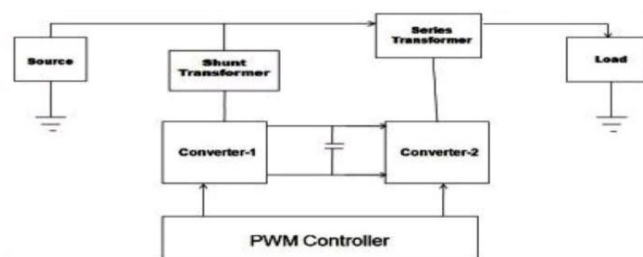 Source
Shunt
Transformer
Series
Transformer
Load
Converter-1
Converter-2
PWM Controller